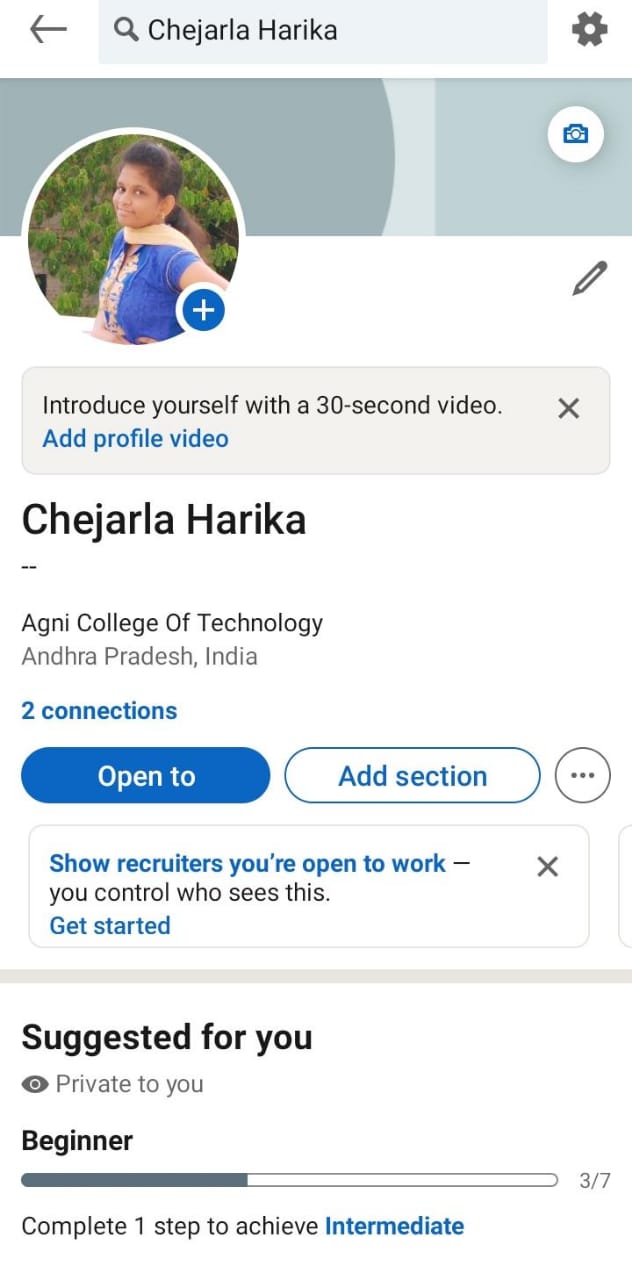 Chejarla Harika
Introduce yourself with a 30-second video.
Add profile video
Chejarla Harika
--
Agni College Of Technology
Andhra Pradesh, India
2 connections
Open to
Add section
Show recruiters you're open to work –
you control who sees this.
Get started
Suggested for you
Private to you
Beginner
3/7
Complete 1 step to achieve Intermediate